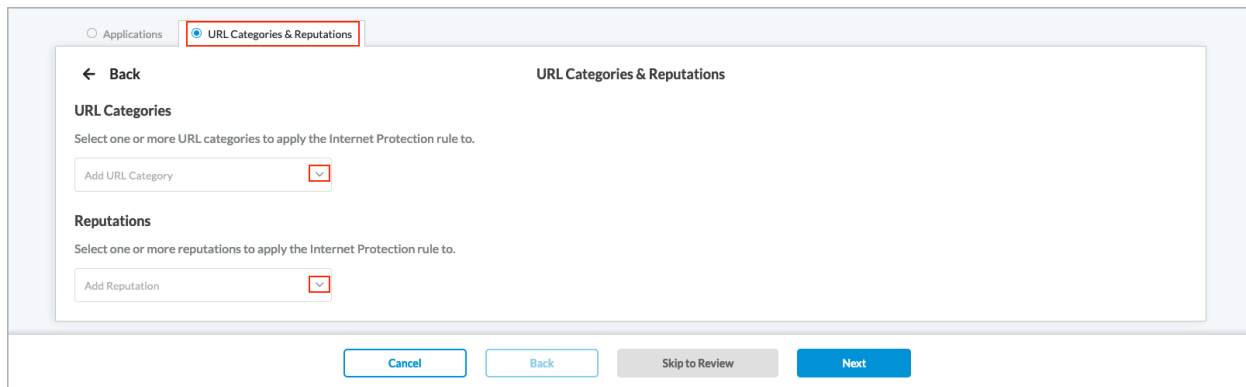 Applications
URL Categories & Reputations
Back
URL Categories & Reputations
URL Categories
Select one or more URL categories to apply the Internet Protection rule to.
Add URL Category
Reputations
Select one or more reputations to apply the Internet Protection rule to.
Add Reputation
Cancel
Back
Skip to Review
Next